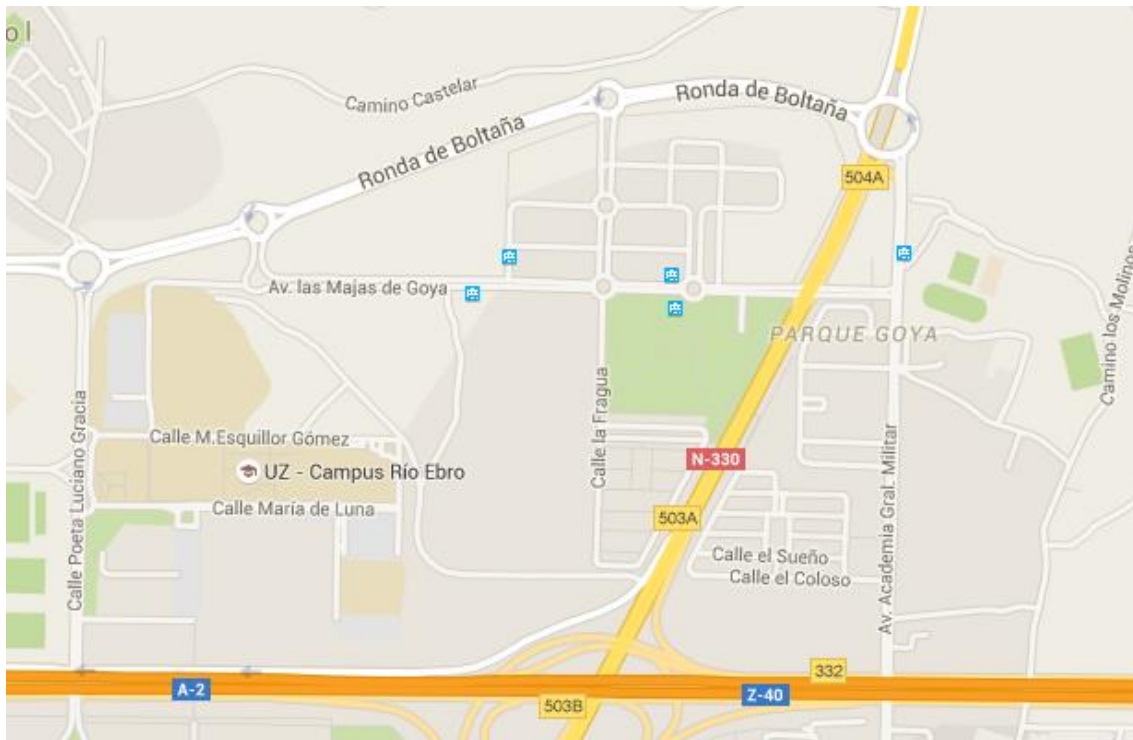 o I
Camino Castelar
Ronda de Boltaña
Ronda de Boltaña
504A
Av. las Majas de Goya
PARQUE GOYA
Camino los Molinos
Calle Poeta Luciano Gracia
Calle M.Esquillor Gómez
Calle la Fragua
N-330
Av. Academia Gral. Militar
UZ - Campus Río Ebro
Calle María de Luna
503A
Calle el Sueño
Calle el Coloso
332
A-2
503B
Z-40